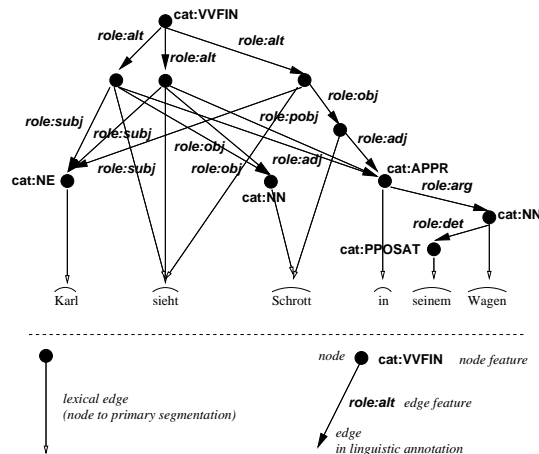 cat:VVFIN
role:alt
role:alt
role:alt
role:obj
role:subj
role:subj
role:pobj
role:adj
role:obj
role:subj
role:obj
role:adj
cat:APPR
cat:NE
cat:NN
role:arg
role:det
cat:NN
cat:PPOSAT
Karl sieht Schrott in seinem Wagen
node cat:VVFIN node feature
lexical edge
(node to primary segmentation)
role:alt edge feature
edge
in linguistic annotation